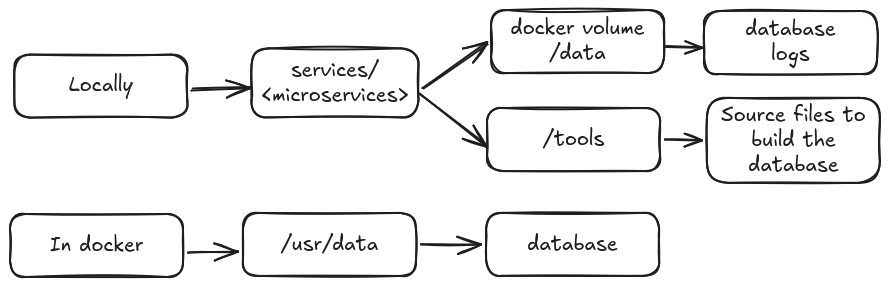 Locally
services/
<microservices>
docker volume
/data
database
logs
/tools
Source files to
build the
database
In docker
/usr/data
database